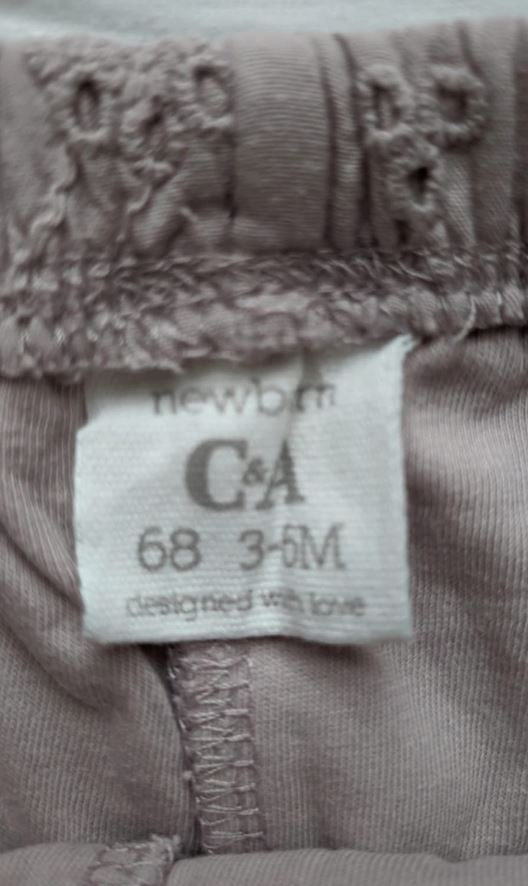 newborn
C&A
68 3-6M
designed with love